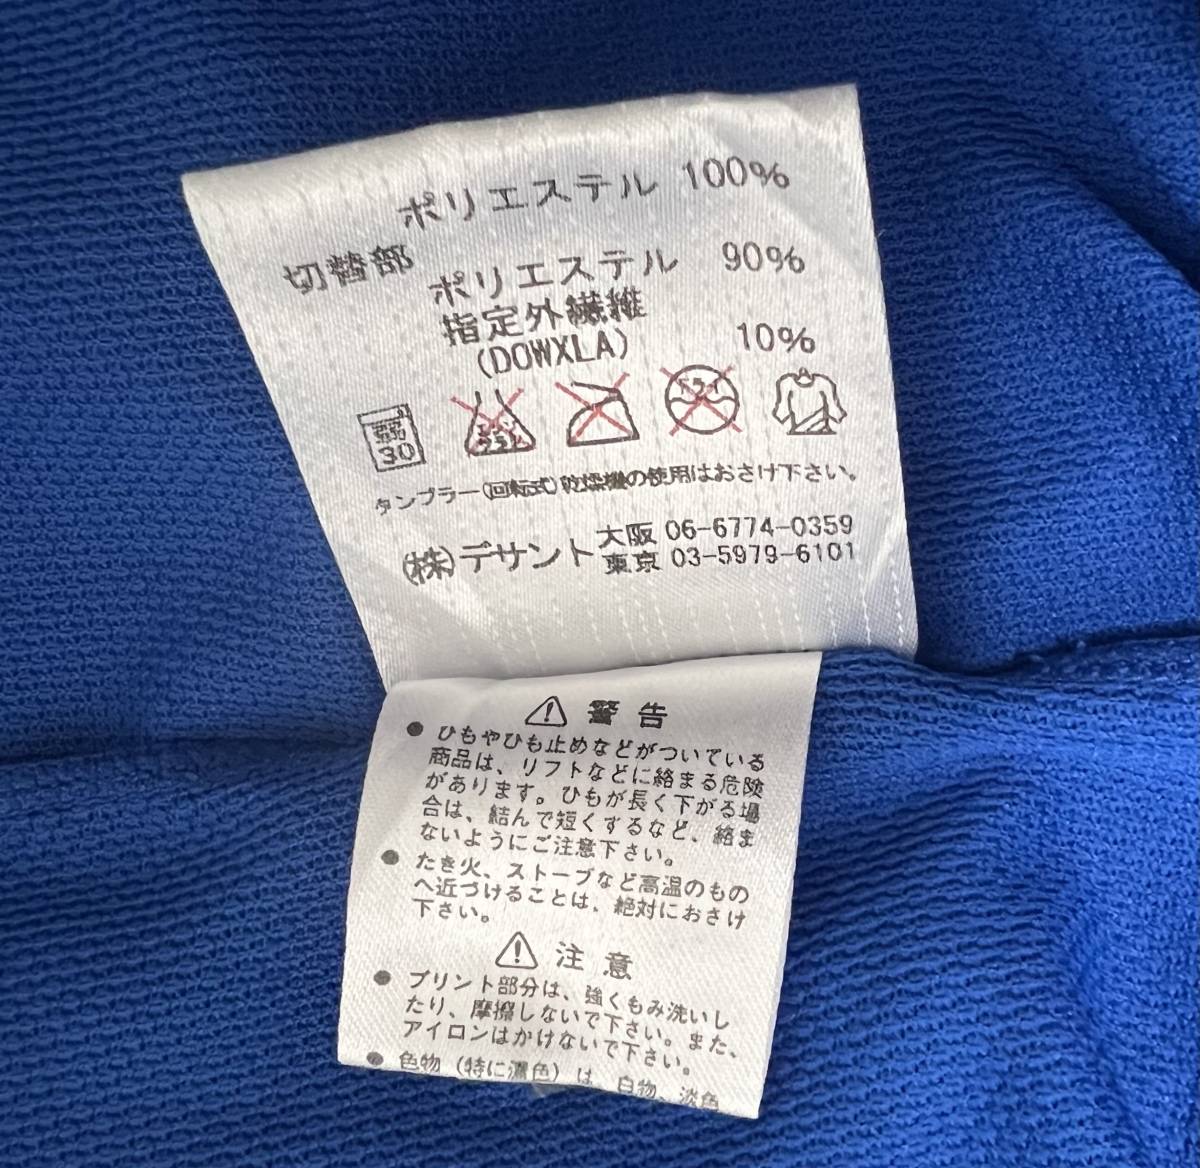 ポリエステル 100%
切替部
ポリエステル 90%
指定外繊維
(DOWXLA) 10%
弱
30
エンソ
サラシ
ドライ
タンブラー(回転式)乾燥機の使用はおさけ下さい。
(株)デサント 大阪 06-6774-0359
東京 03-5979-6101
警告
● ひもやひも止めなどがついている
商品は、リフトなどに絡まる危険
があります。ひもが長く下がる場
合は、結んで短くするなど、絡ま
ないようにご注意下さい。
● たき火、ストーブなど高温のもの
へ近づけることは、絶対におさけ
下さい。
注意
● プリント部分は、強くもみ洗いし
たり、摩擦しないで下さい。また、
アイロンはかけないで下さい。
● 色物(特に濃色)は、白物、淡色